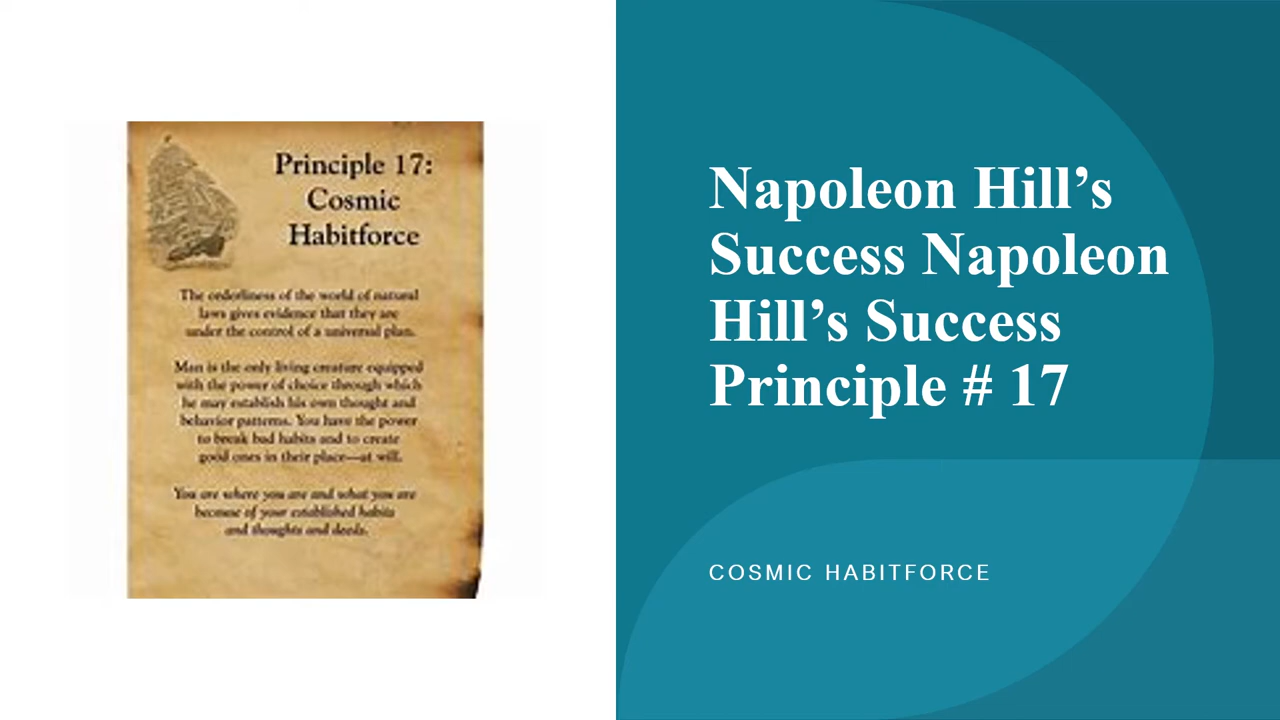 Principle 17:
Cosmic
Habitforce
The orderliness of the world of natural
laws gives evidence that they are
under the control of a universal plan.
Man is the only living creature equipped
with the power of choice through which
he may establish his own thought and
behavior patterns. You have the power
to break bad habits and to create
good ones in their place—at will.
You are where you are and what you are
because of your established habits
and thoughts and deeds.
Napoleon Hill’s
Success Napoleon
Hill’s Success
Principle # 17
COSMIC HABITFORCE